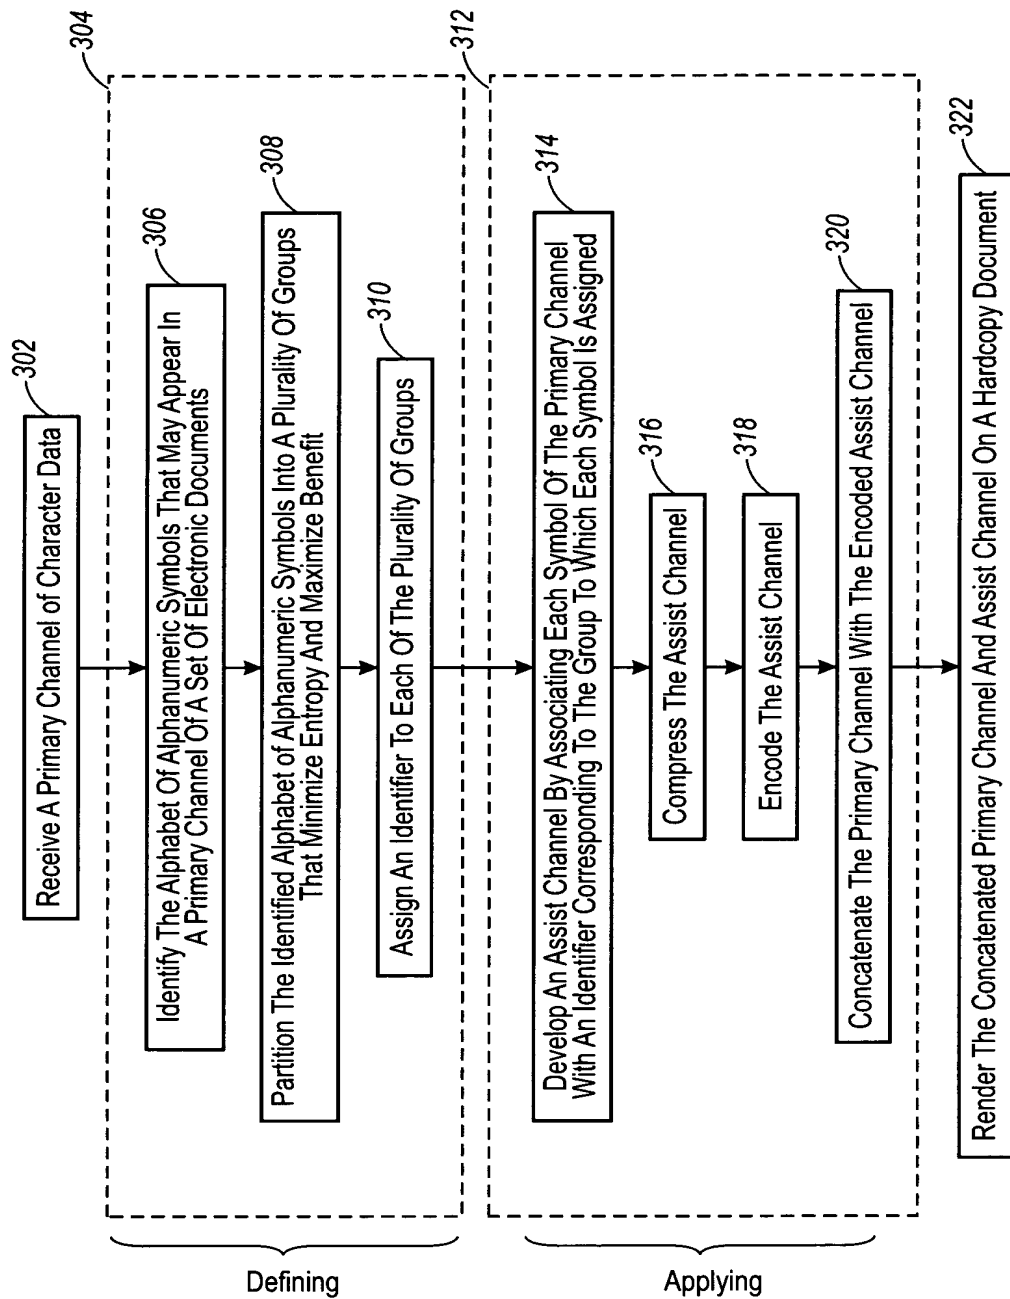 302
Receive A Primary Channel of Character Data
304
306
Identify The Alphabet Of Alphanumeric Symbols That May Appear In
A Primary Channel Of A Set Of Electronic Documents
308
Partition The Identified Alphabet of Alphanumeric Symbols Into A Plurality Of Groups
That Minimize Entropy And Maximize Benefit
310
Assign An Identifier To Each Of The Plurality Of Groups
Defining
312
314
Develop An Assist Channel By Associating Each Symbol Of The Primary Channel
With An Identifier Corresponding To The Group To Which Each Symbol Is Assigned
316
Compress The Assist Channel
318
Encode The Assist Channel
320
Concatenate The Primary Channel With The Encoded Assist Channel
Applying
322
Render The Concatenated Primary Channel And Assist Channel On A Hardcopy Document